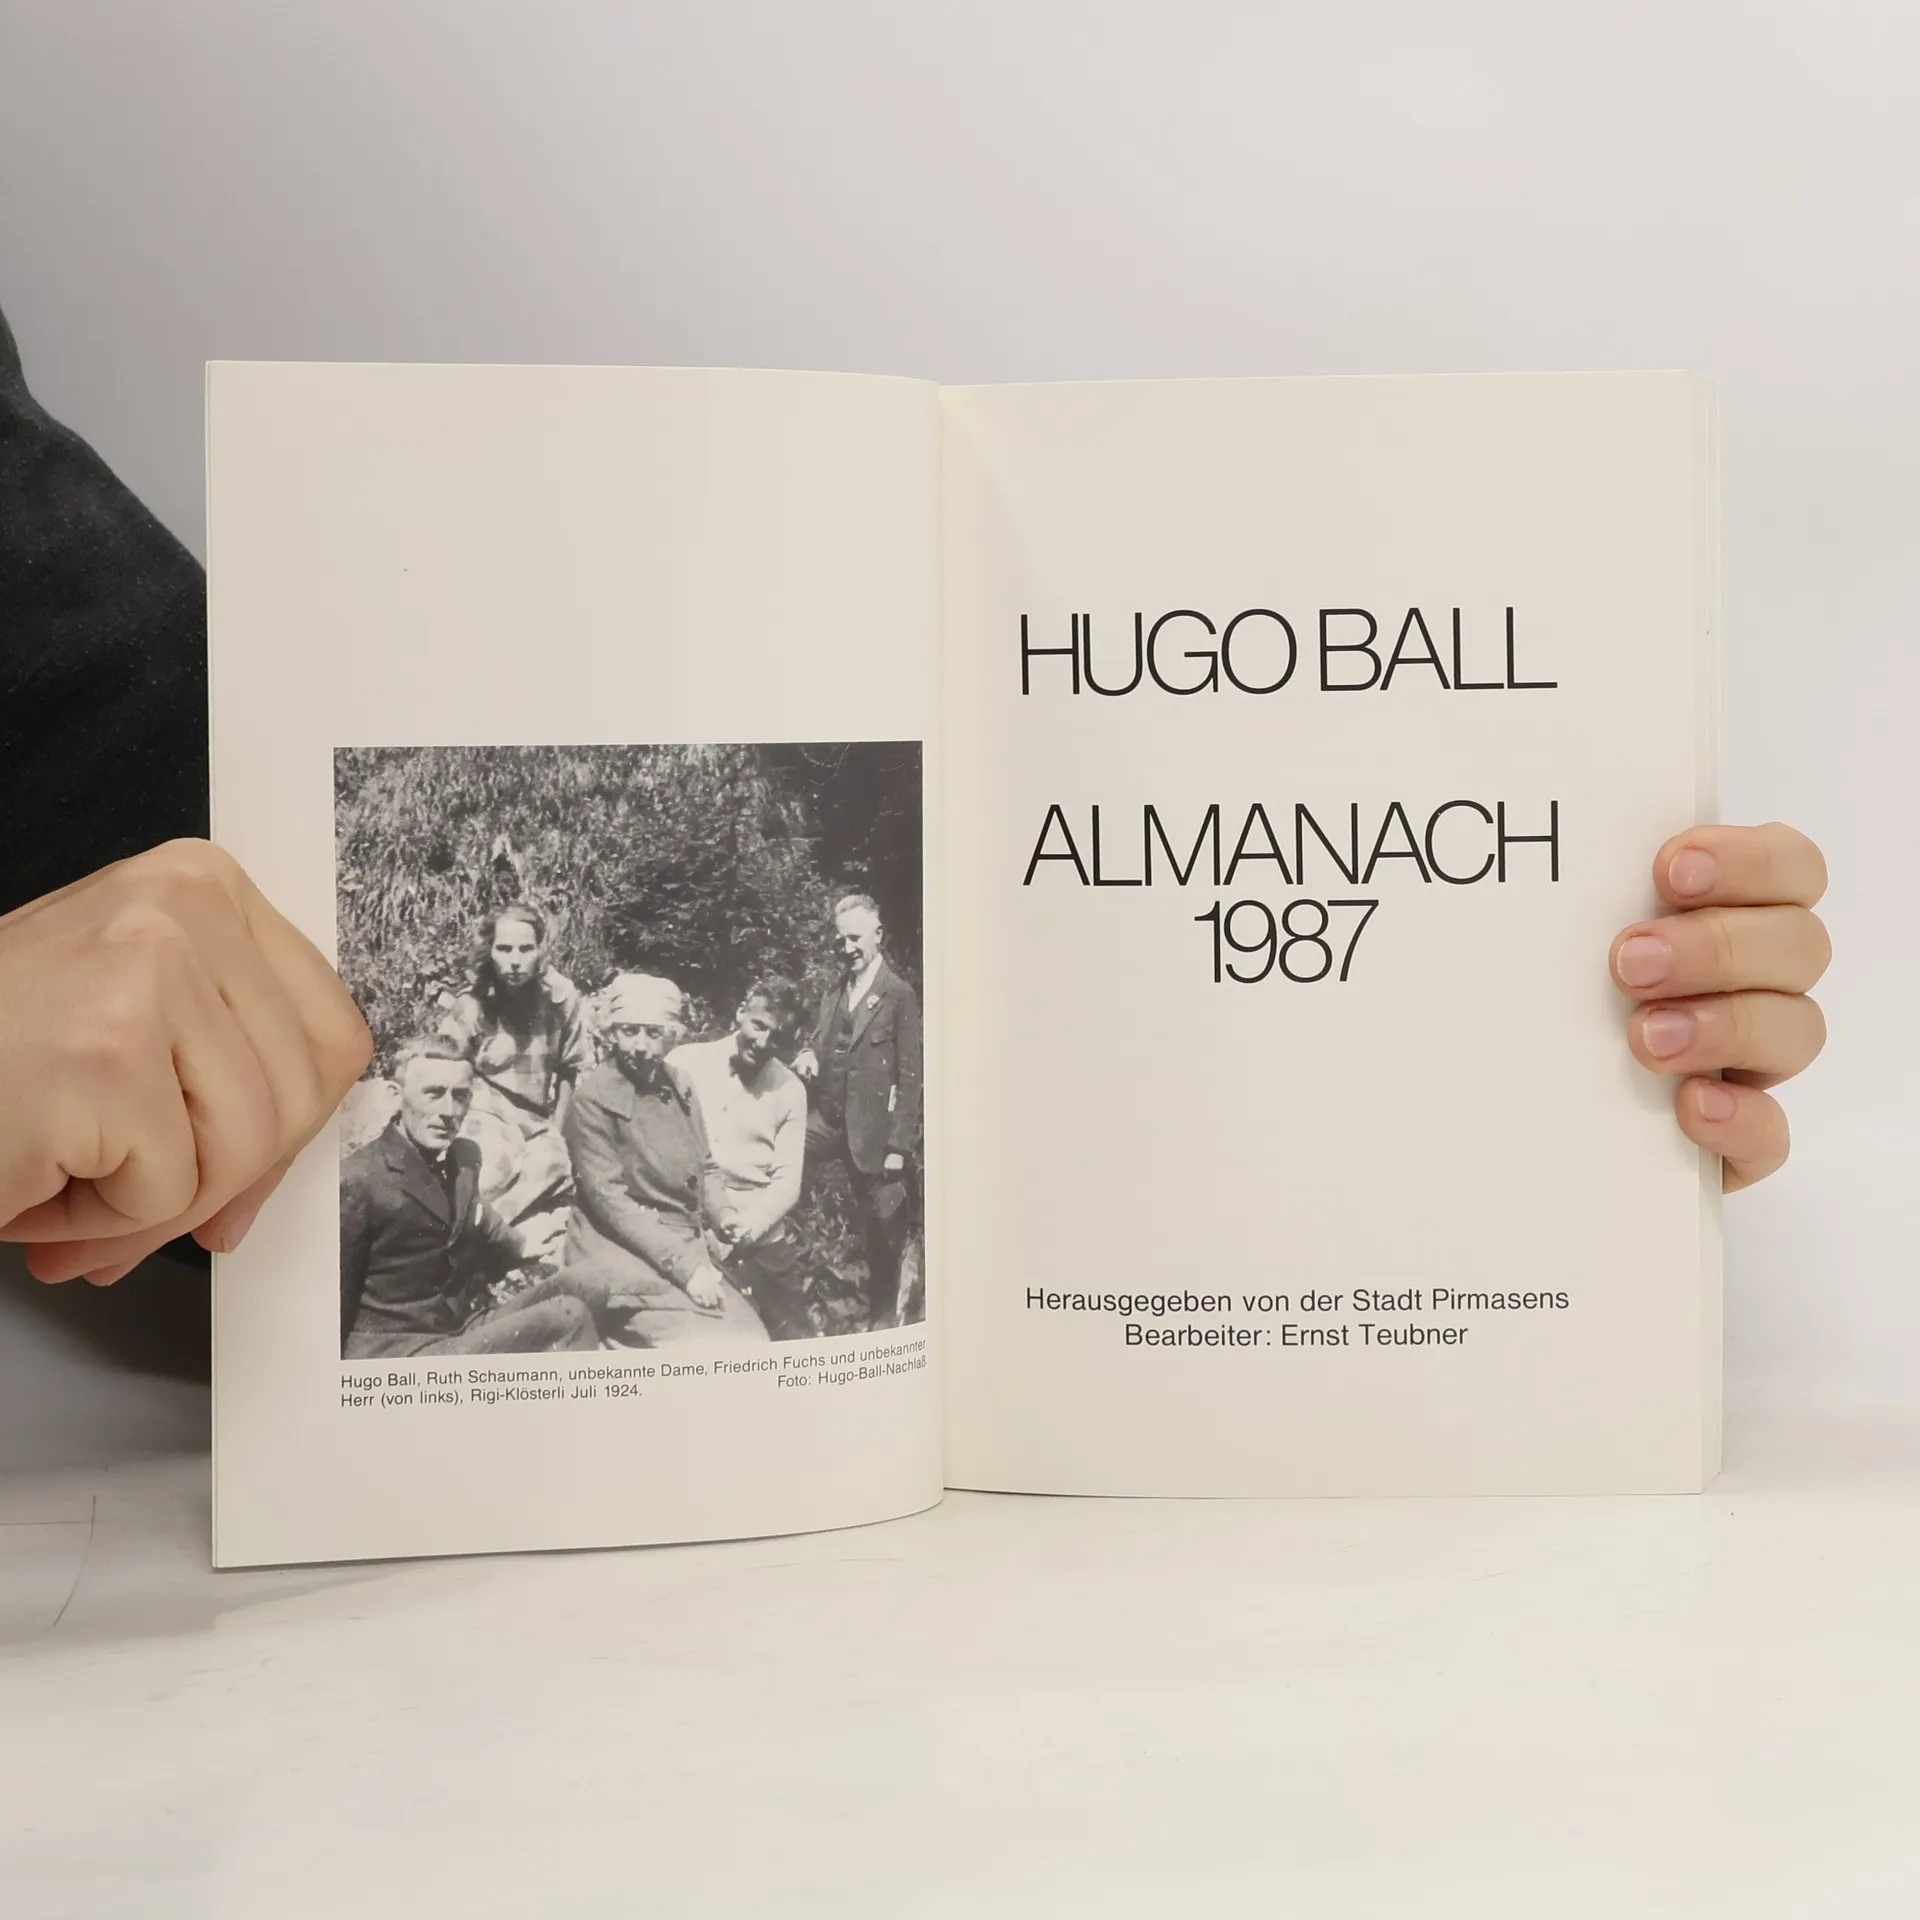 Hugo Ball, Ruth Schaumann, unbekannte Dame, Friedrich Fuchs und unbekannter
Herr (von links), Rigi-Klösterli Juli 1924.
Foto: Hugo-Ball-Nachlaß
HUGO BALL
ALMANACH
1987
Herausgegeben von der Stadt Pirmasens
Bearbeiter: Ernst Teubner